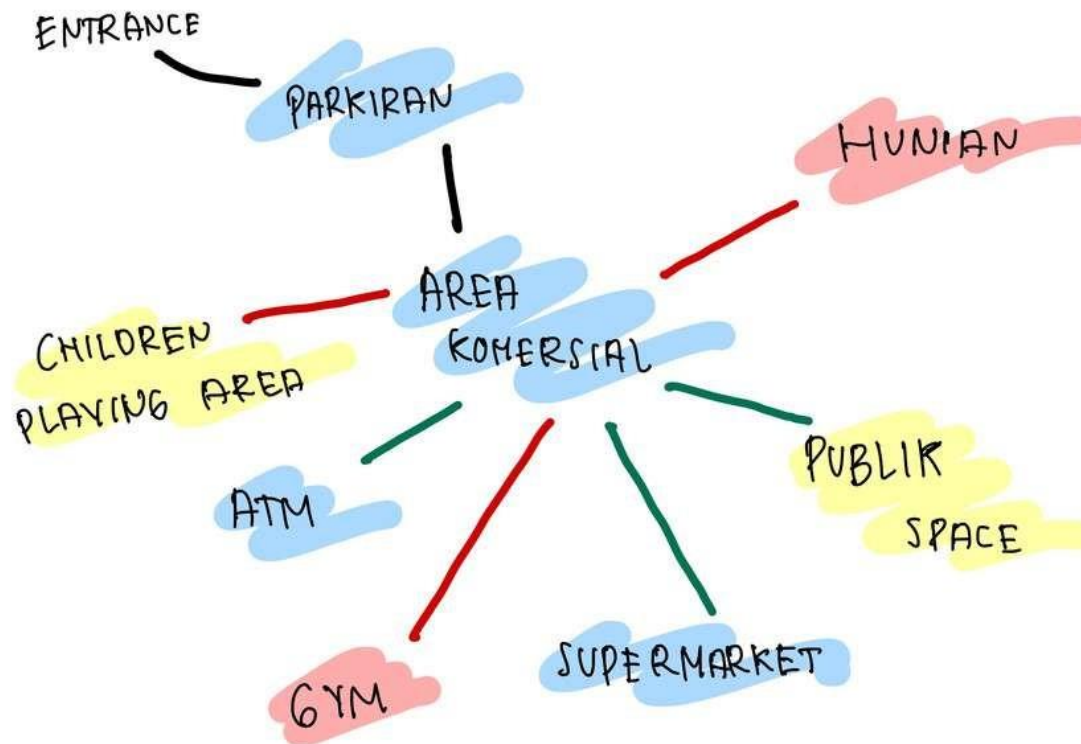 ENTRANCE
PARKIRAN
HUNIAN
AREA
KOMERSIAL
CHILDREN
PLAYING AREA
ATM
PUBLIK
SPACE
GYM
SUPERMARKET